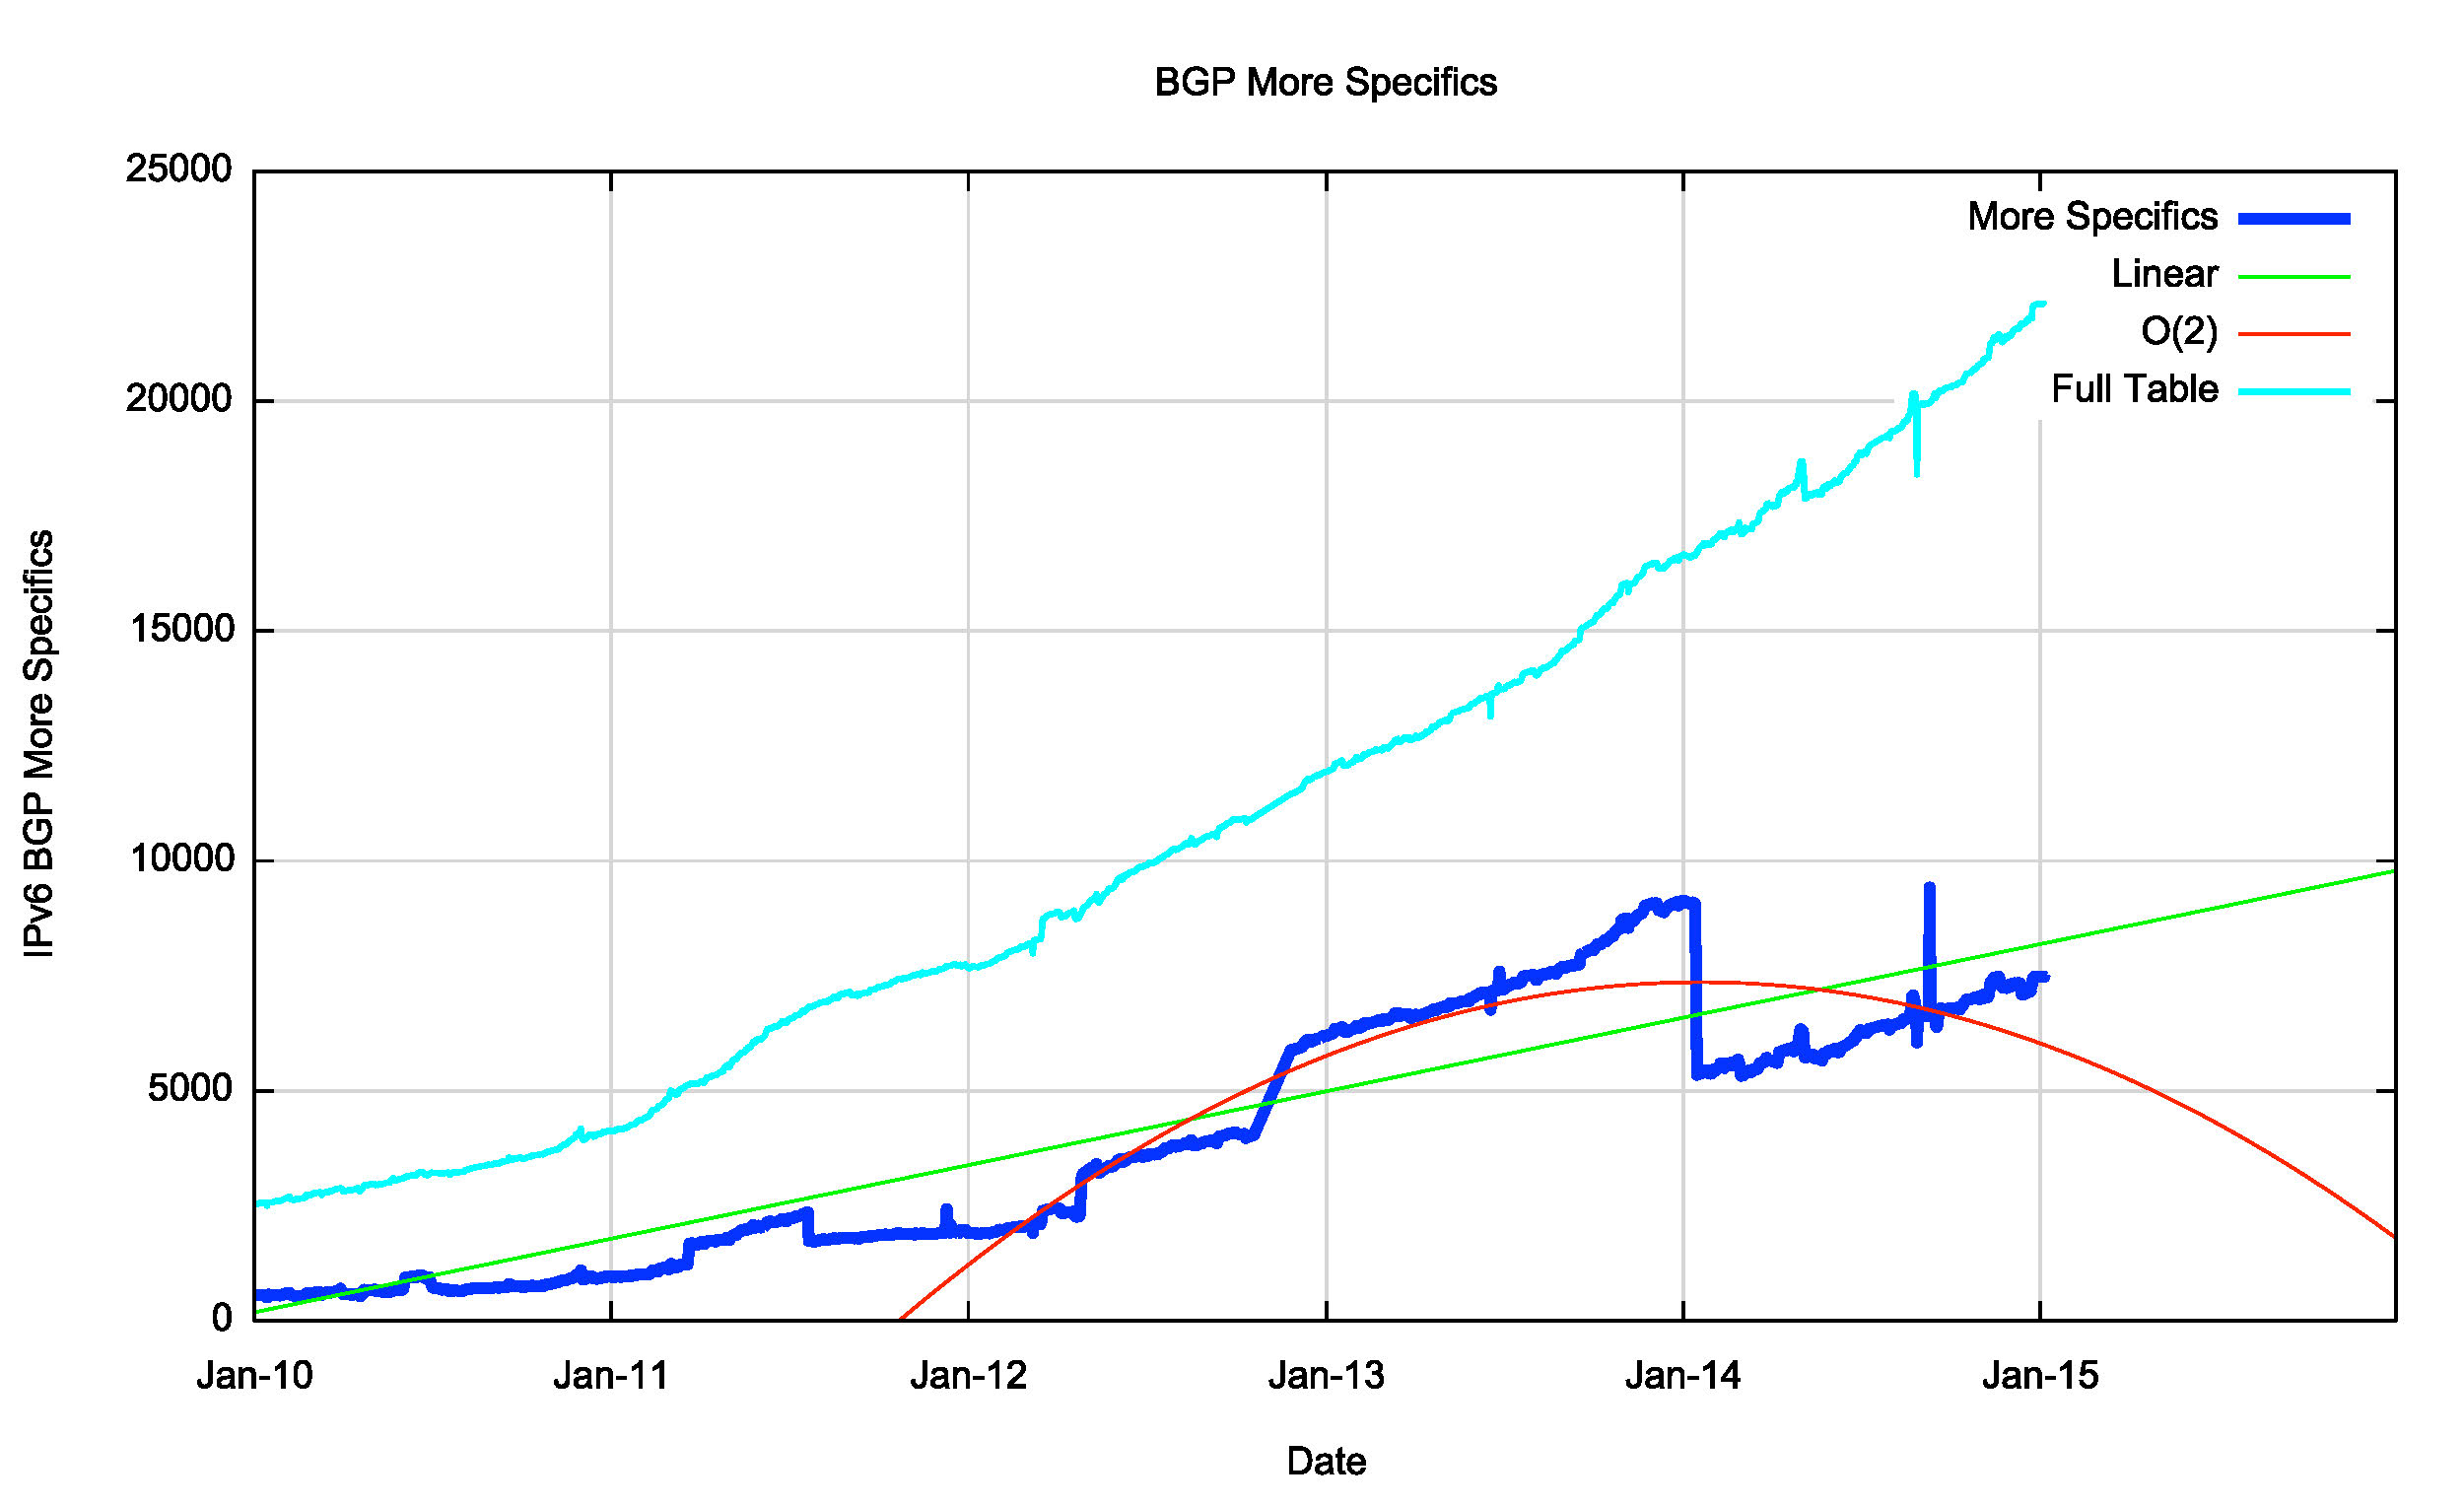 BGP More Specifics
25000
20000
15000
10000
5000
0
IPv6 BGP More Specifics
More Specifics
Linear
O(2)
Full Table
Jan-10
Jan-11
Jan-12
Jan-13
Jan-14
Jan-15
Date